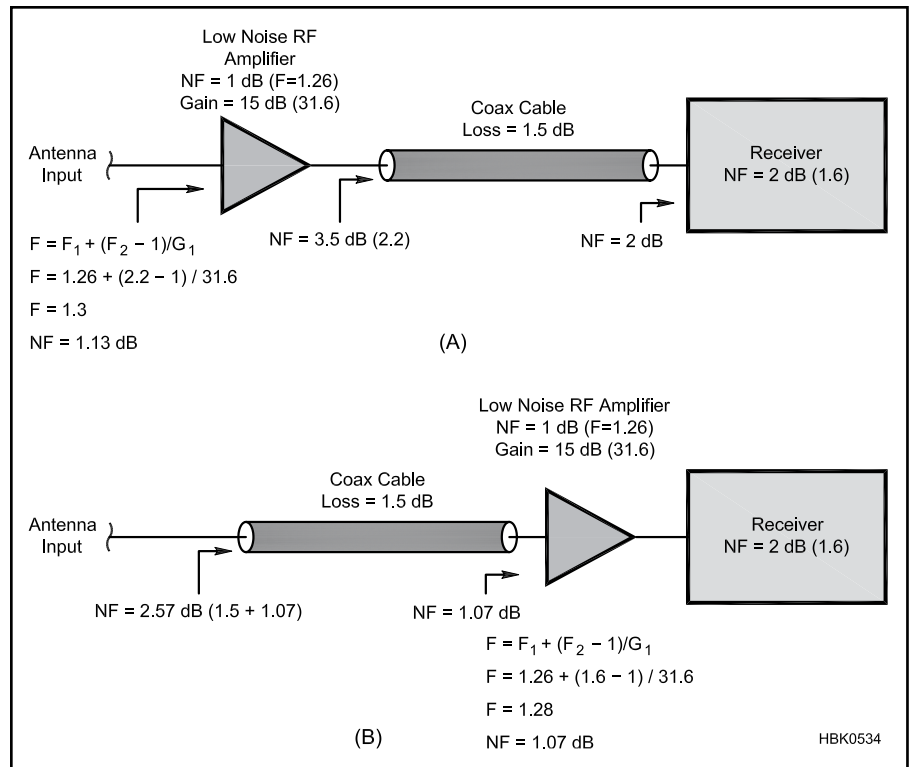 Low Noise RF
Amplifier
NF = 1 dB (F=1.26)
Gain = 15 dB (31.6)
Coax Cable
Loss = 1.5 dB
Antenna
Input
Receiver
NF = 2 dB (1.6)
NF = 3.5 dB (2.2)
NF = 2 dB
F = F₁ + (F₂ − 1)/G₁
F = 1.26 + (2.2 − 1) / 31.6
F = 1.3
NF = 1.13 dB
(A)
Low Noise RF Amplifier
NF = 1 dB (F=1.26)
Gain = 15 dB (31.6)
Coax Cable
Loss = 1.5 dB
Antenna
Input
Receiver
NF = 2 dB (1.6)
NF = 2.57 dB (1.5 + 1.07)
NF = 1.07 dB
F = F₁ + (F₂ − 1)/G₁
F = 1.26 + (1.6 − 1) / 31.6
F = 1.28
NF = 1.07 dB
(B)
HBK0534